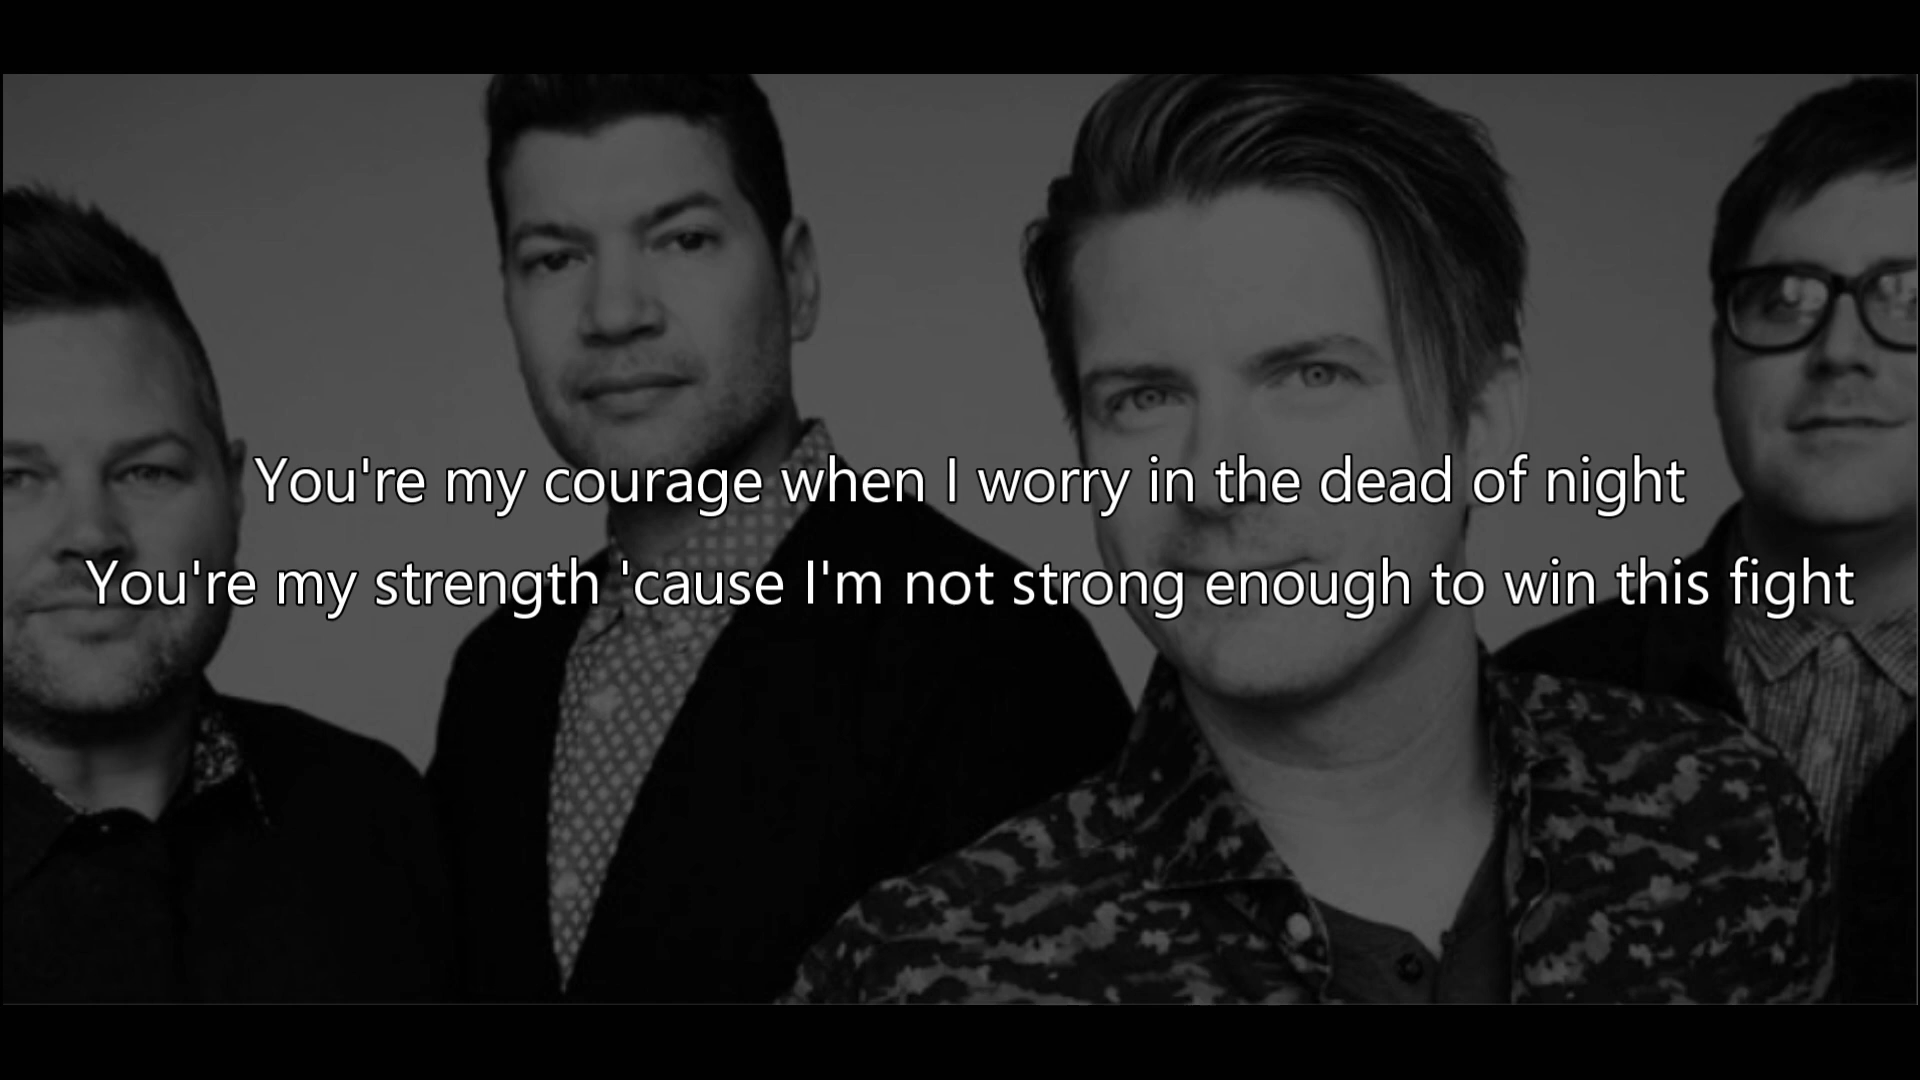 You're my courage when I worry in the dead of night
You're my strength 'cause I'm not strong enough to win this fight